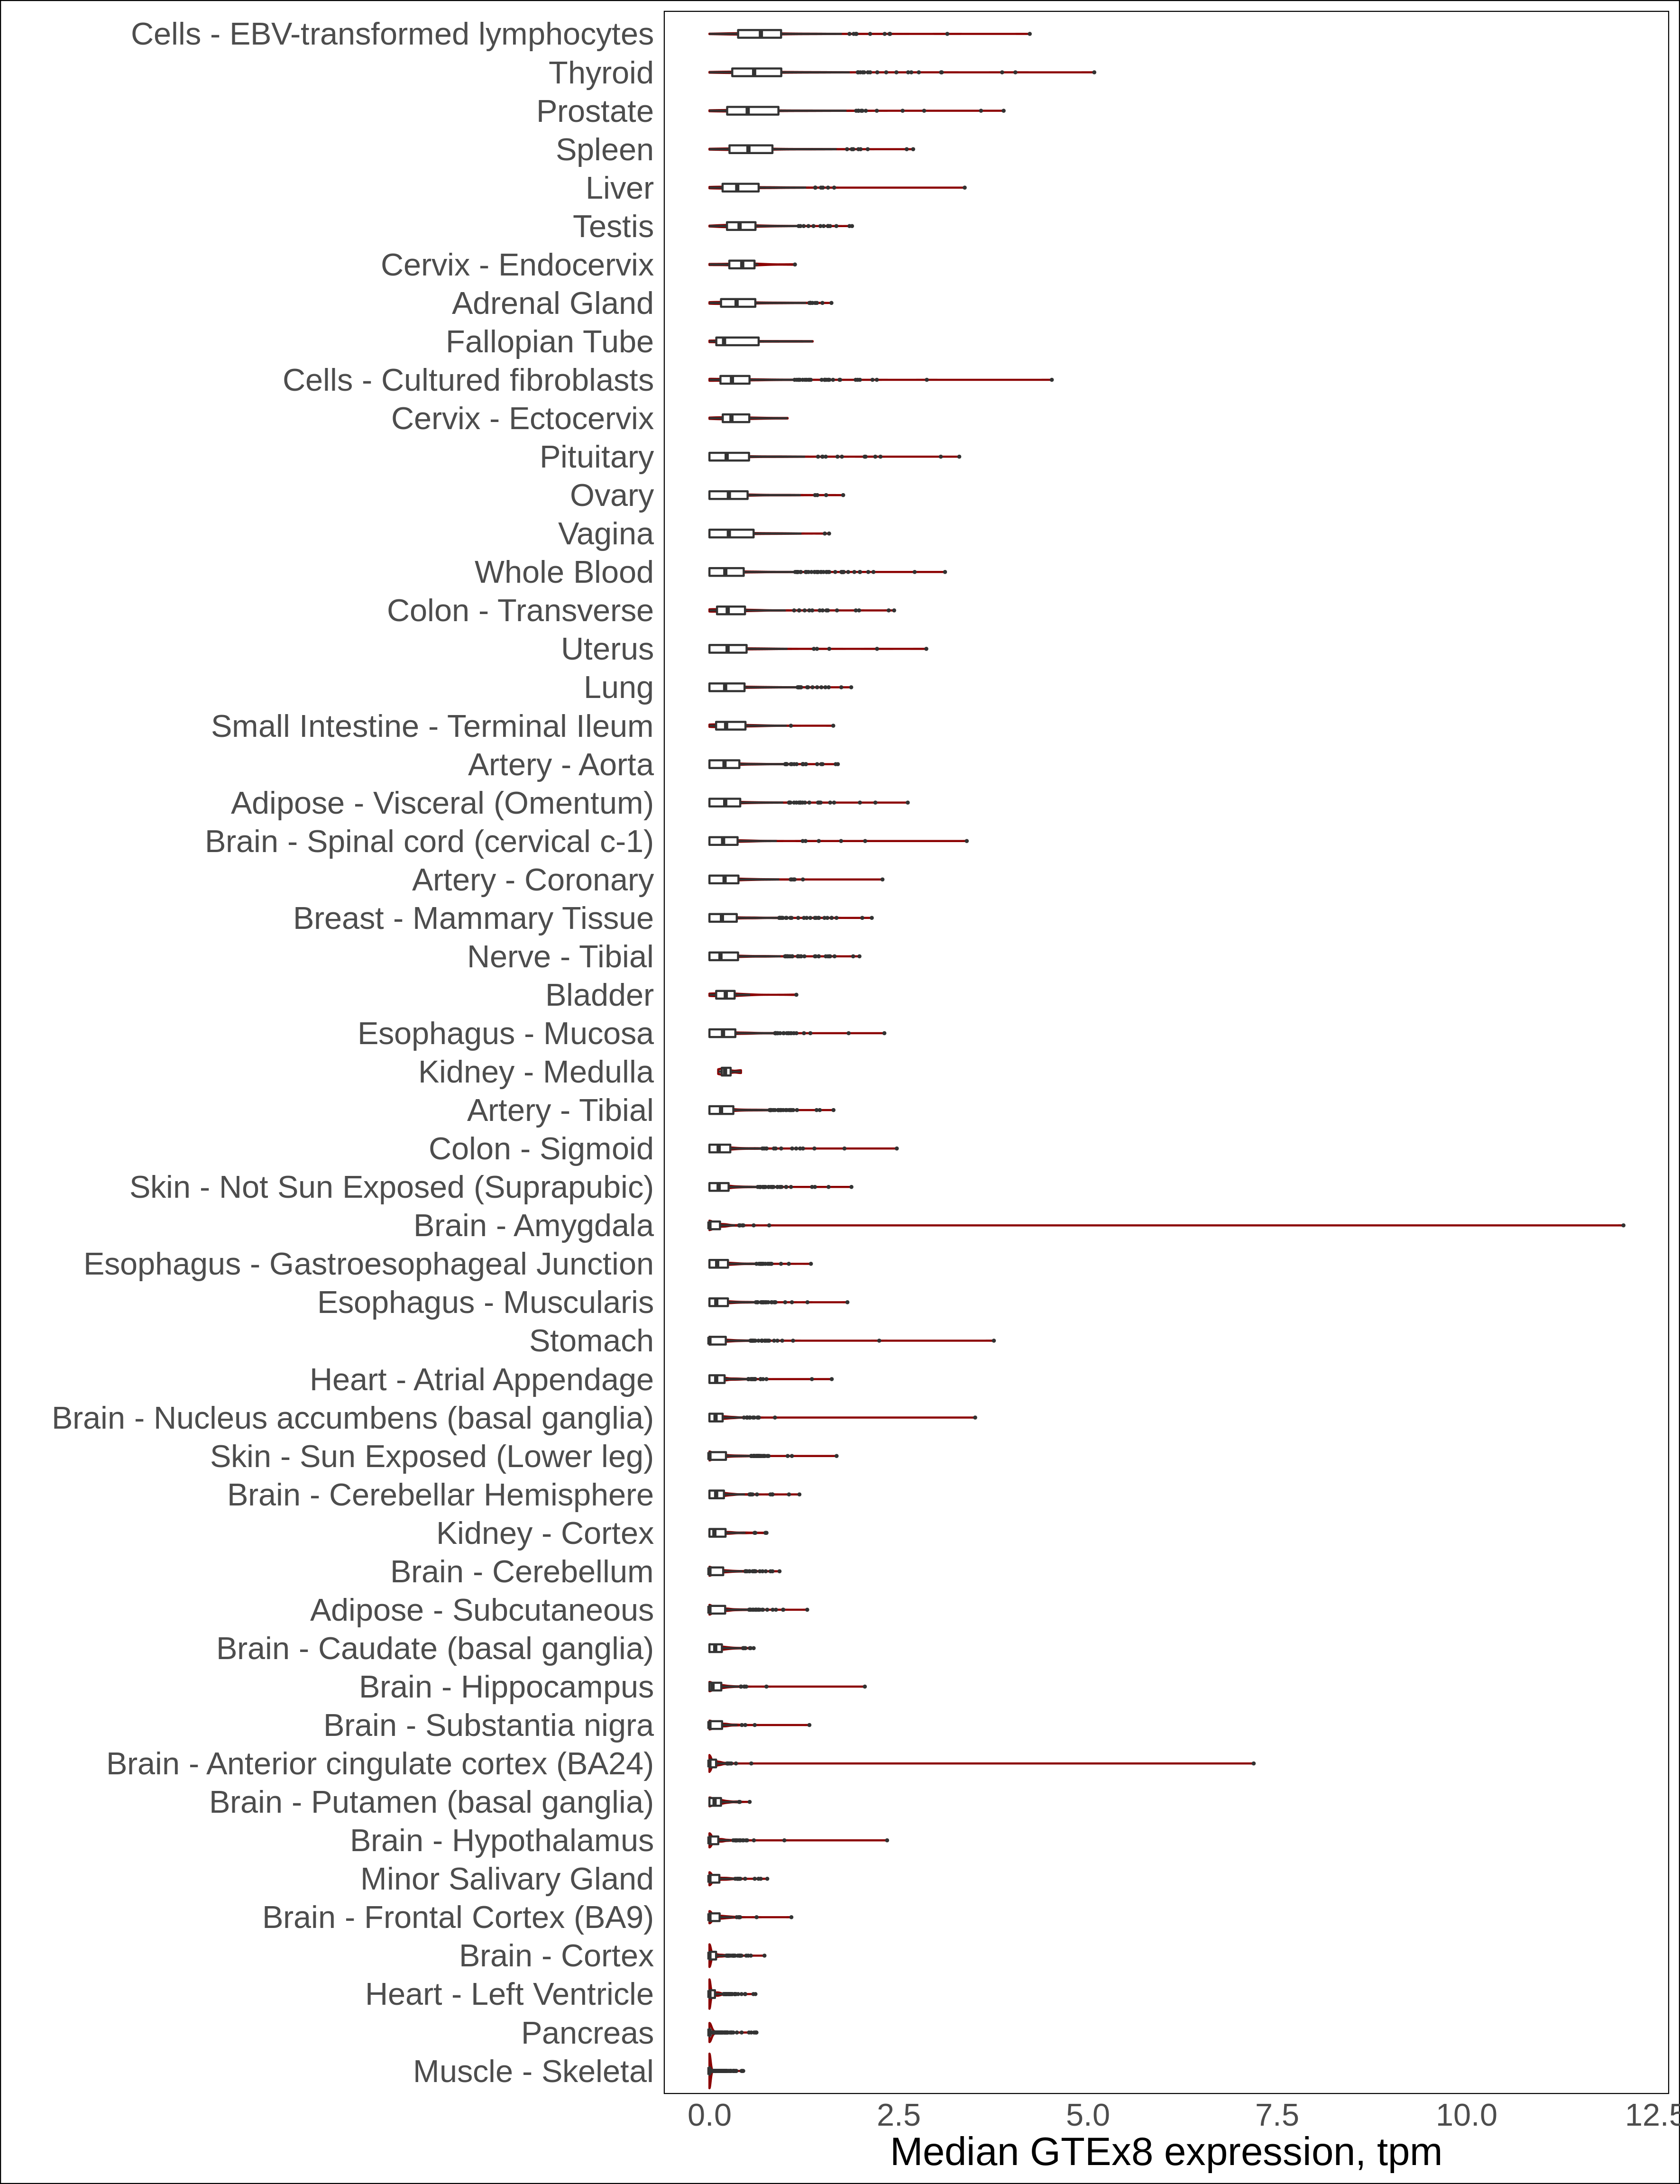 Cells - EBV-transformed lymphocytes
Thyroid
Prostate
Spleen
Liver
Testis
Cervix - Endocervix
Adrenal Gland
Fallopian Tube
Cells - Cultured fibroblasts
Cervix - Ectocervix
Pituitary
Ovary
Vagina
Whole Blood
Colon - Transverse
Uterus
Lung
Small Intestine - Terminal Ileum
Artery - Aorta
Adipose - Visceral (Omentum)
Brain - Spinal cord (cervical c-1)
Artery - Coronary
Breast - Mammary Tissue
Nerve - Tibial
Bladder
Esophagus - Mucosa
Kidney - Medulla
Artery - Tibial
Colon - Sigmoid
Skin - Not Sun Exposed (Suprapubic)
Brain - Amygdala
Esophagus - Gastroesophageal Junction
Esophagus - Muscularis
Stomach
Heart - Atrial Appendage
Brain - Nucleus accumbens (basal ganglia)
Skin - Sun Exposed (Lower leg)
Brain - Cerebellar Hemisphere
Kidney - Cortex
Brain - Cerebellum
Adipose - Subcutaneous
Brain - Caudate (basal ganglia)
Brain - Hippocampus
Brain - Substantia nigra
Brain - Anterior cingulate cortex (BA24)
Brain - Putamen (basal ganglia)
Brain - Hypothalamus
Minor Salivary Gland
Brain - Frontal Cortex (BA9)
Brain - Cortex
Heart - Left Ventricle
Pancreas
Muscle - Skeletal
0.0 2.5 5.0 7.5 10.0 12.5
Median GTEx8 expression, tpm